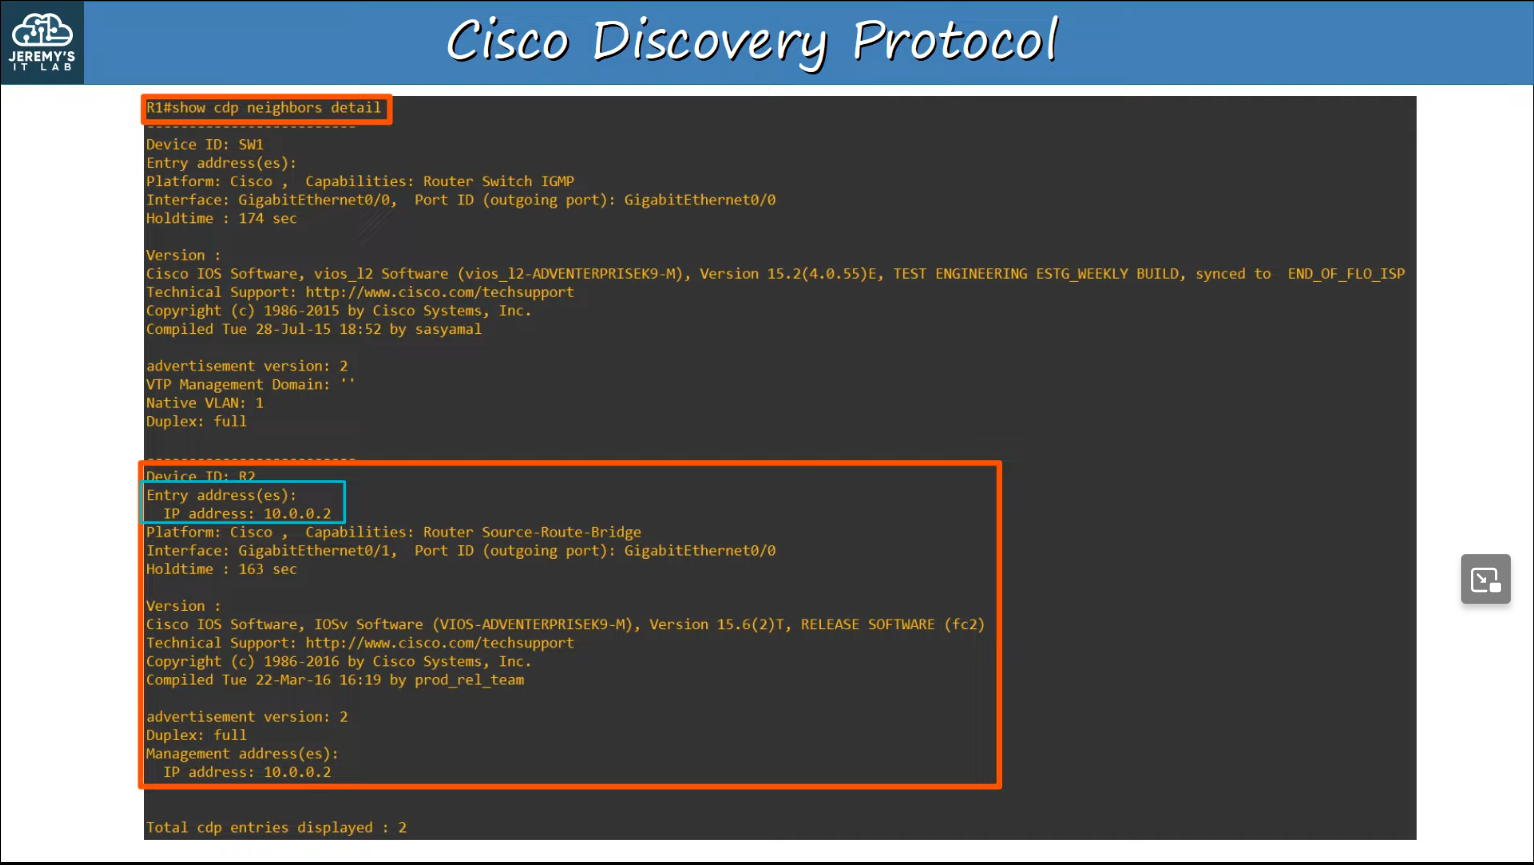 JEREMY'S
IT LAB
Cisco Discovery Protocol
R1#show cdp neighbors detail
-------------------------
Device ID: SW1
Entry address(es):
Platform: Cisco ,  Capabilities: Router Switch IGMP
Interface: GigabitEthernet0/0,  Port ID (outgoing port): GigabitEthernet0/0
Holdtime : 174 sec
Version :
Cisco IOS Software, vios_l2 Software (vios_l2-ADVENTERPRISEK9-M), Version 15.2(4.0.55)E, TEST ENGINEERING ESTG_WEEKLY BUILD, synced to  END_OF_FLO_ISP
Technical Support: http://www.cisco.com/techsupport
Copyright (c) 1986-2015 by Cisco Systems, Inc.
Compiled Tue 28-Jul-15 18:52 by sasyamal
advertisement version: 2
VTP Management Domain: ''
Native VLAN: 1
Duplex: full
-------------------------
Device ID: R2
Entry address(es):
  IP address: 10.0.0.2
Platform: Cisco ,  Capabilities: Router Source-Route-Bridge
Interface: GigabitEthernet0/1,  Port ID (outgoing port): GigabitEthernet0/0
Holdtime : 163 sec
Version :
Cisco IOS Software, IOSv Software (VIOS-ADVENTERPRISEK9-M), Version 15.6(2)T, RELEASE SOFTWARE (fc2)
Technical Support: http://www.cisco.com/techsupport
Copyright (c) 1986-2016 by Cisco Systems, Inc.
Compiled Tue 22-Mar-16 16:19 by prod_rel_team
advertisement version: 2
Duplex: full
Management address(es):
  IP address: 10.0.0.2
Total cdp entries displayed : 2